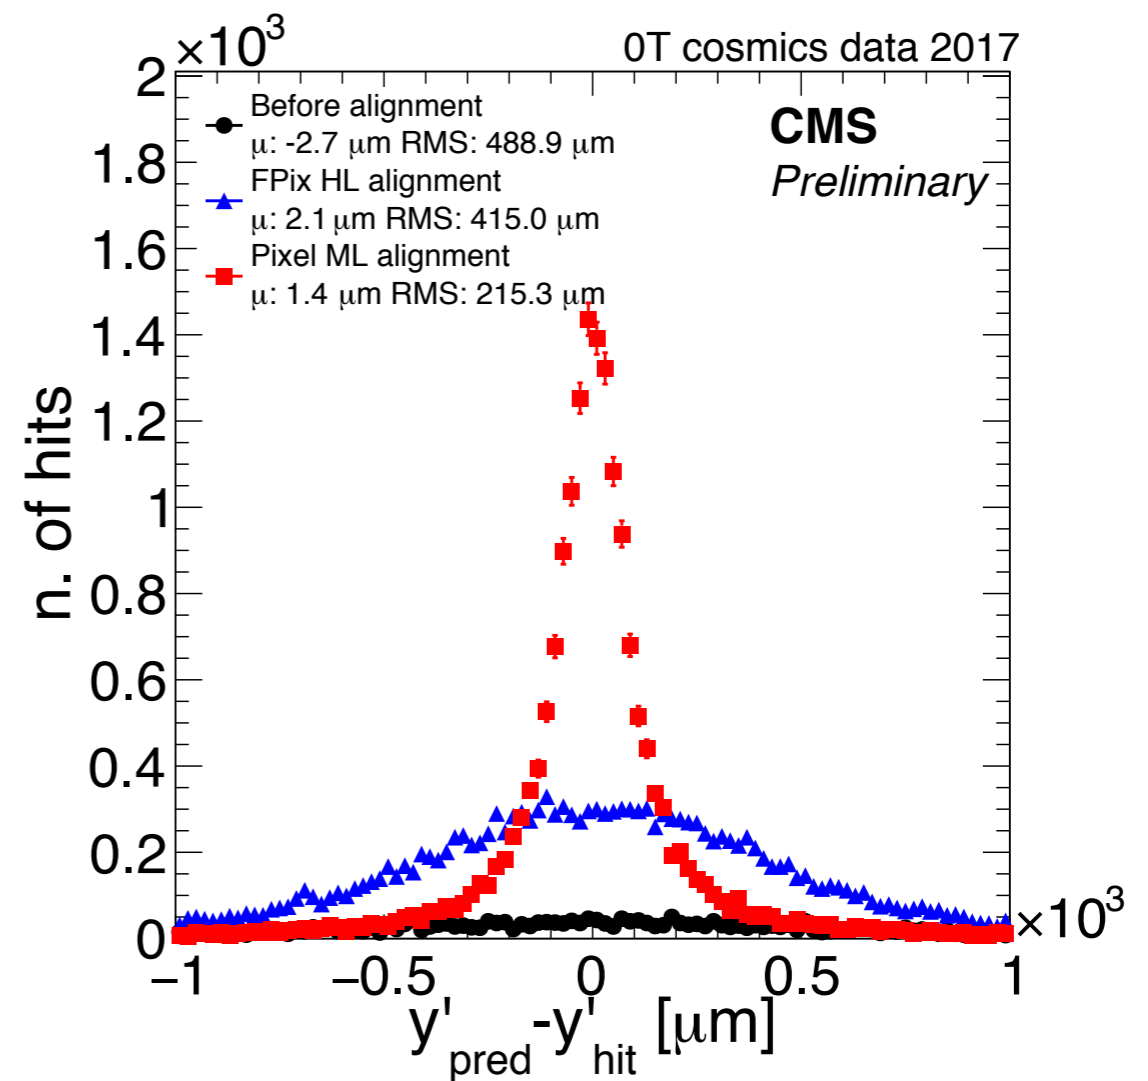 ×10³
0T cosmics data 2017
Before alignment
μ: -2.7 μm RMS: 488.9 μm
FPix HL alignment
μ: 2.1 μm RMS: 415.0 μm
Pixel ML alignment
μ: 1.4 μm RMS: 215.3 μm
CMS
Preliminary
n. of hits
2
1.8
1.6
1.4
1.2
1
0.8
0.6
0.4
0.2
0
−1
−0.5
0
0.5
1
×10³
y'pred-y'hit [μm]